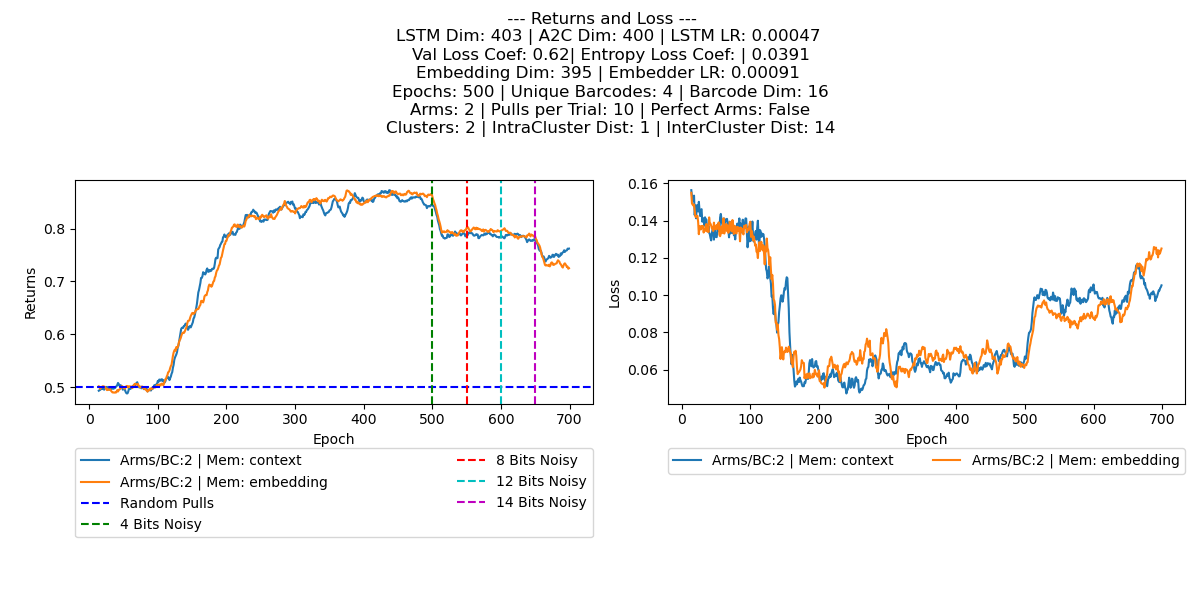 --- Returns and Loss ---
LSTM Dim: 403 | A2C Dim: 400 | LSTM LR: 0.00047
Val Loss Coef: 0.62| Entropy Loss Coef: | 0.0391
Embedding Dim: 395 | Embedder LR: 0.00091
Epochs: 500 | Unique Barcodes: 4 | Barcode Dim: 16
Arms: 2 | Pulls per Trial: 10 | Perfect Arms: False
Clusters: 2 | IntraCluster Dist: 1 | InterCluster Dist: 14
Returns
0.8
0.7
0.6
0.5
0 100 200 300 400 500 600 700
Epoch
Arms/BC:2 | Mem: context
Arms/BC:2 | Mem: embedding
Random Pulls
4 Bits Noisy
8 Bits Noisy
12 Bits Noisy
14 Bits Noisy
Loss
0.16
0.14
0.12
0.10
0.08
0.06
0 100 200 300 400 500 600 700
Epoch
Arms/BC:2 | Mem: context Arms/BC:2 | Mem: embedding